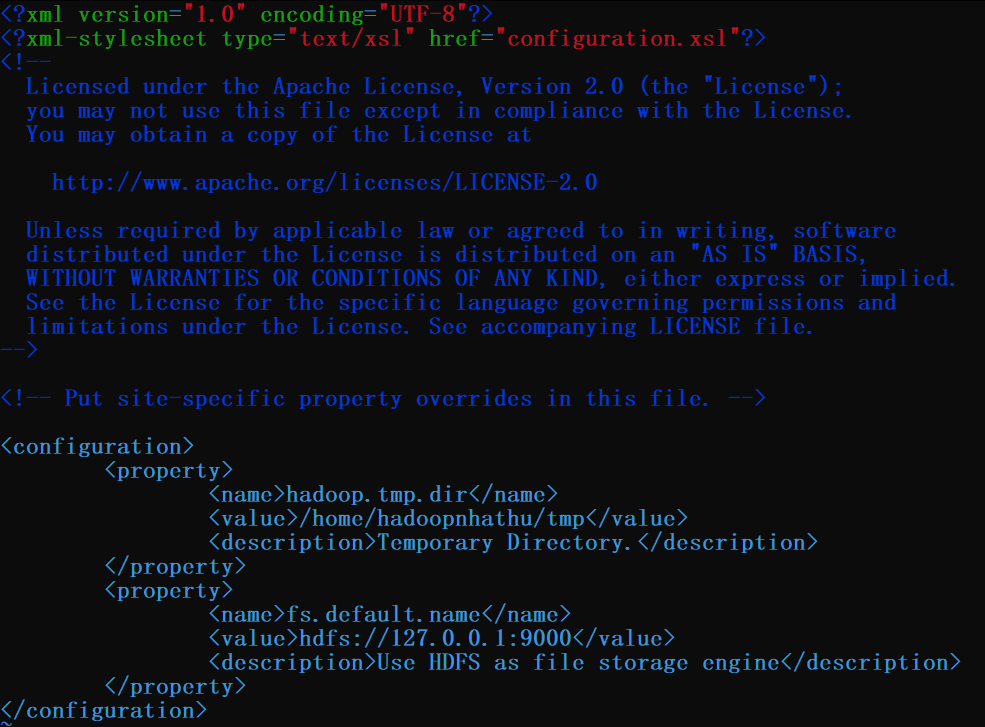 <?xml version="1.0" encoding="UTF-8"?>
<?xml-stylesheet type="text/xsl" href="configuration.xsl"?>
<!--
  Licensed under the Apache License, Version 2.0 (the "License");
  you may not use this file except in compliance with the License.
  You may obtain a copy of the License at

    http://www.apache.org/licenses/LICENSE-2.0

  Unless required by applicable law or agreed to in writing, software
  distributed under the License is distributed on an "AS IS" BASIS,
  WITHOUT WARRANTIES OR CONDITIONS OF ANY KIND, either express or implied.
  See the License for the specific language governing permissions and
  limitations under the License. See accompanying LICENSE file.
-->

<!-- Put site-specific property overrides in this file. -->

<configuration>
        <property>
                <name>hadoop.tmp.dir</name>
                <value>/home/hadoopnhathu/tmp</value>
                <description>Temporary Directory.</description>
        </property>
        <property>
                <name>fs.default.name</name>
                <value>hdfs://127.0.0.1:9000</value>
                <description>Use HDFS as file storage engine</description>
        </property>
</configuration>
~